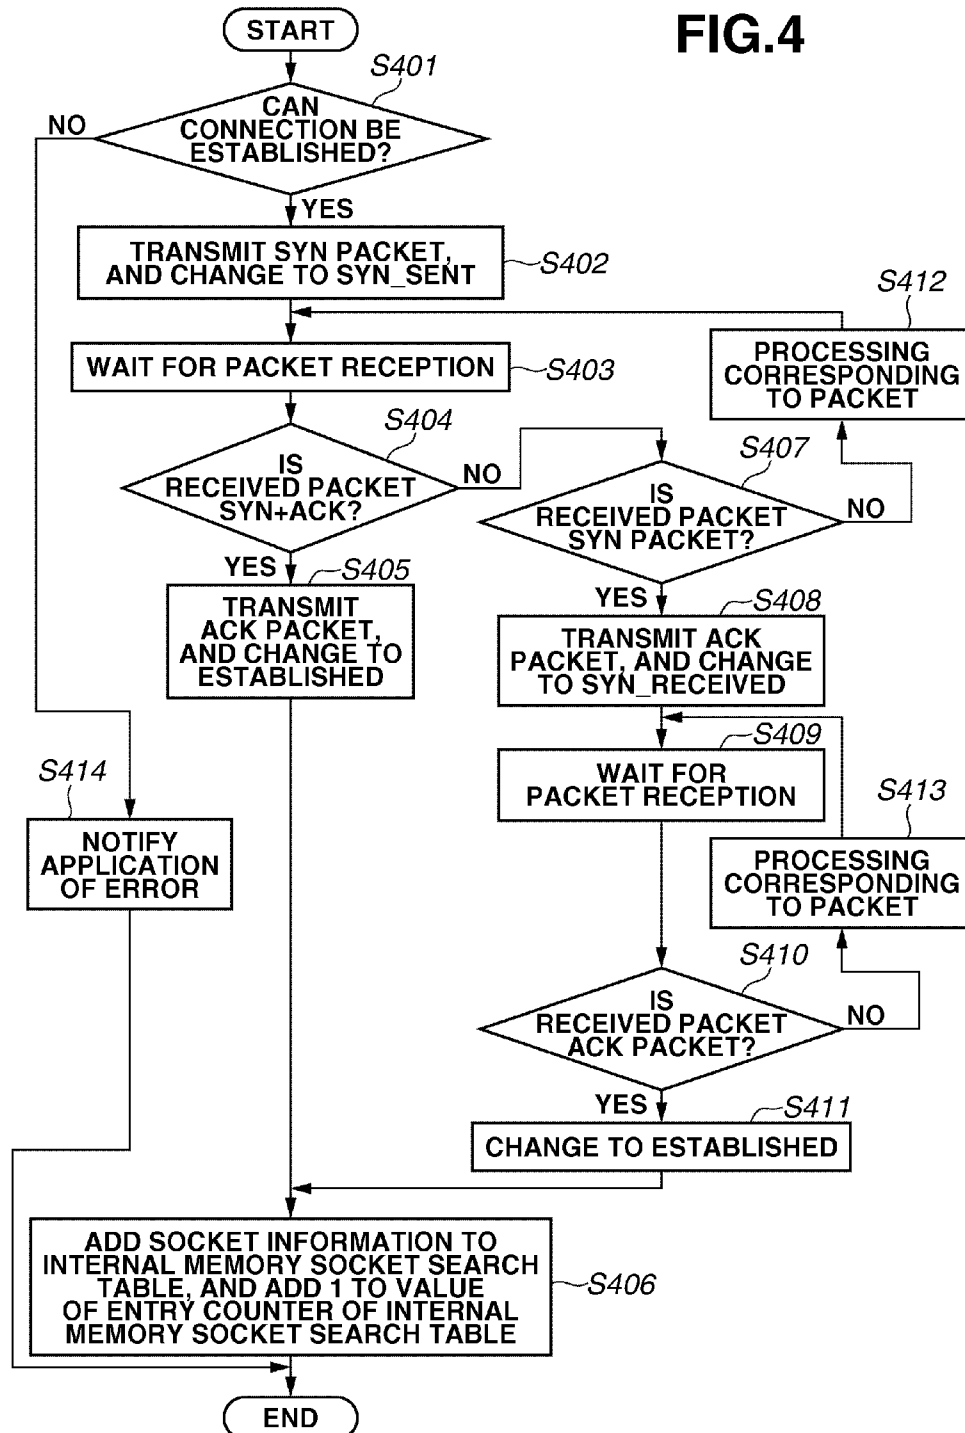 FIG.4
START
S401
CAN
CONNECTION BE
ESTABLISHED?
NO
YES
TRANSMIT SYN PACKET,
AND CHANGE TO SYN_SENT
S402
S412
PROCESSING
CORRESPONDING
TO PACKET
WAIT FOR PACKET RECEPTION
S403
S404
IS
RECEIVED PACKET
SYN+ACK?
NO
YES
S407
IS
RECEIVED PACKET
SYN PACKET?
NO
YES
S405
TRANSMIT
ACK PACKET,
AND CHANGE TO
ESTABLISHED
S408
TRANSMIT ACK
PACKET, AND CHANGE
TO SYN_RECEIVED
S409
WAIT FOR
PACKET RECEPTION
S413
PROCESSING
CORRESPONDING
TO PACKET
S414
NOTIFY
APPLICATION
OF ERROR
S410
IS
RECEIVED PACKET
ACK PACKET?
NO
YES
S411
CHANGE TO ESTABLISHED
ADD SOCKET INFORMATION TO
INTERNAL MEMORY SOCKET SEARCH
TABLE, AND ADD 1 TO VALUE
OF ENTRY COUNTER OF INTERNAL
MEMORY SOCKET SEARCH TABLE
S406
END